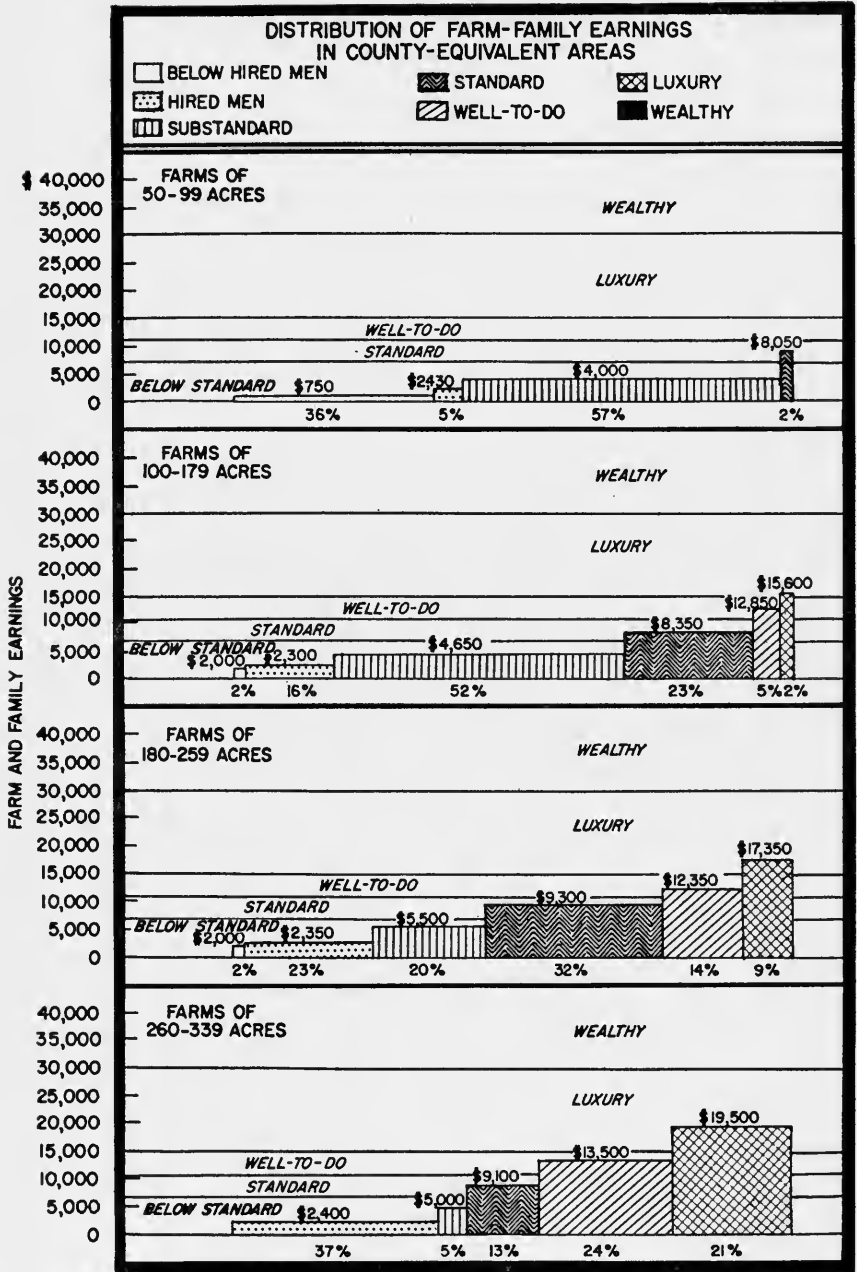 DISTRIBUTION OF FARM-FAMILY EARNINGS
IN COUNTY-EQUIVALENT AREAS
BELOW HIRED MEN
HIRED MEN
SUBSTANDARD
STANDARD
WELL-TO-DO
LUXURY
WEALTHY
FARM AND FAMILY EARNINGS
FARMS OF
50-99 ACRES
$ 40,000
35,000
30,000
25,000
20,000
15,000
10,000
5,000
0
WEALTHY
LUXURY
WELL-TO-DO
STANDARD
BELOW STANDARD
$750
$2430
$4,000
$8,050
36%
5%
57%
2%
FARMS OF
100-179 ACRES
40,000
35,000
30,000
25,000
20,000
15,000
10,000
5,000
0
WEALTHY
LUXURY
WELL-TO-DO
STANDARD
BELOW STANDARD
$2,000
$2,300
$4,650
$8,350
$12,850
$15,600
2%
16%
52%
23%
5%
2%
FARMS OF
180-259 ACRES
40,000
35,000
30,000
25,000
20,000
15,000
10,000
5,000
0
WEALTHY
LUXURY
WELL-TO-DO
STANDARD
BELOW STANDARD
$2,000
$2,350
$5,500
$9,300
$12,350
$17,350
2%
23%
20%
32%
14%
9%
FARMS OF
260-339 ACRES
40,000
35,000
30,000
25,000
20,000
15,000
10,000
5,000
0
WEALTHY
LUXURY
WELL-TO-DO
STANDARD
BELOW STANDARD
$2,400
$5,000
$9,100
$13,500
$19,500
37%
5%
13%
24%
21%